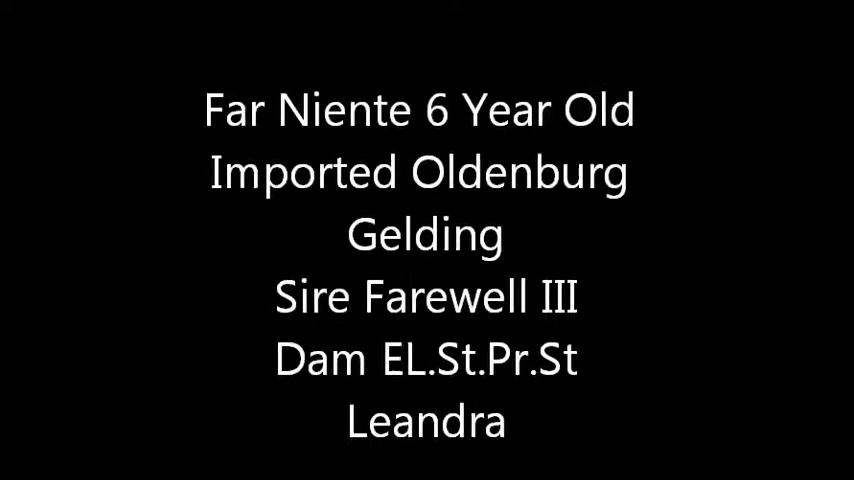 Far Niente 6 Year Old
Imported Oldenburg
Gelding
Sire Farewell III
Dam EL.St.Pr.St
Leandra